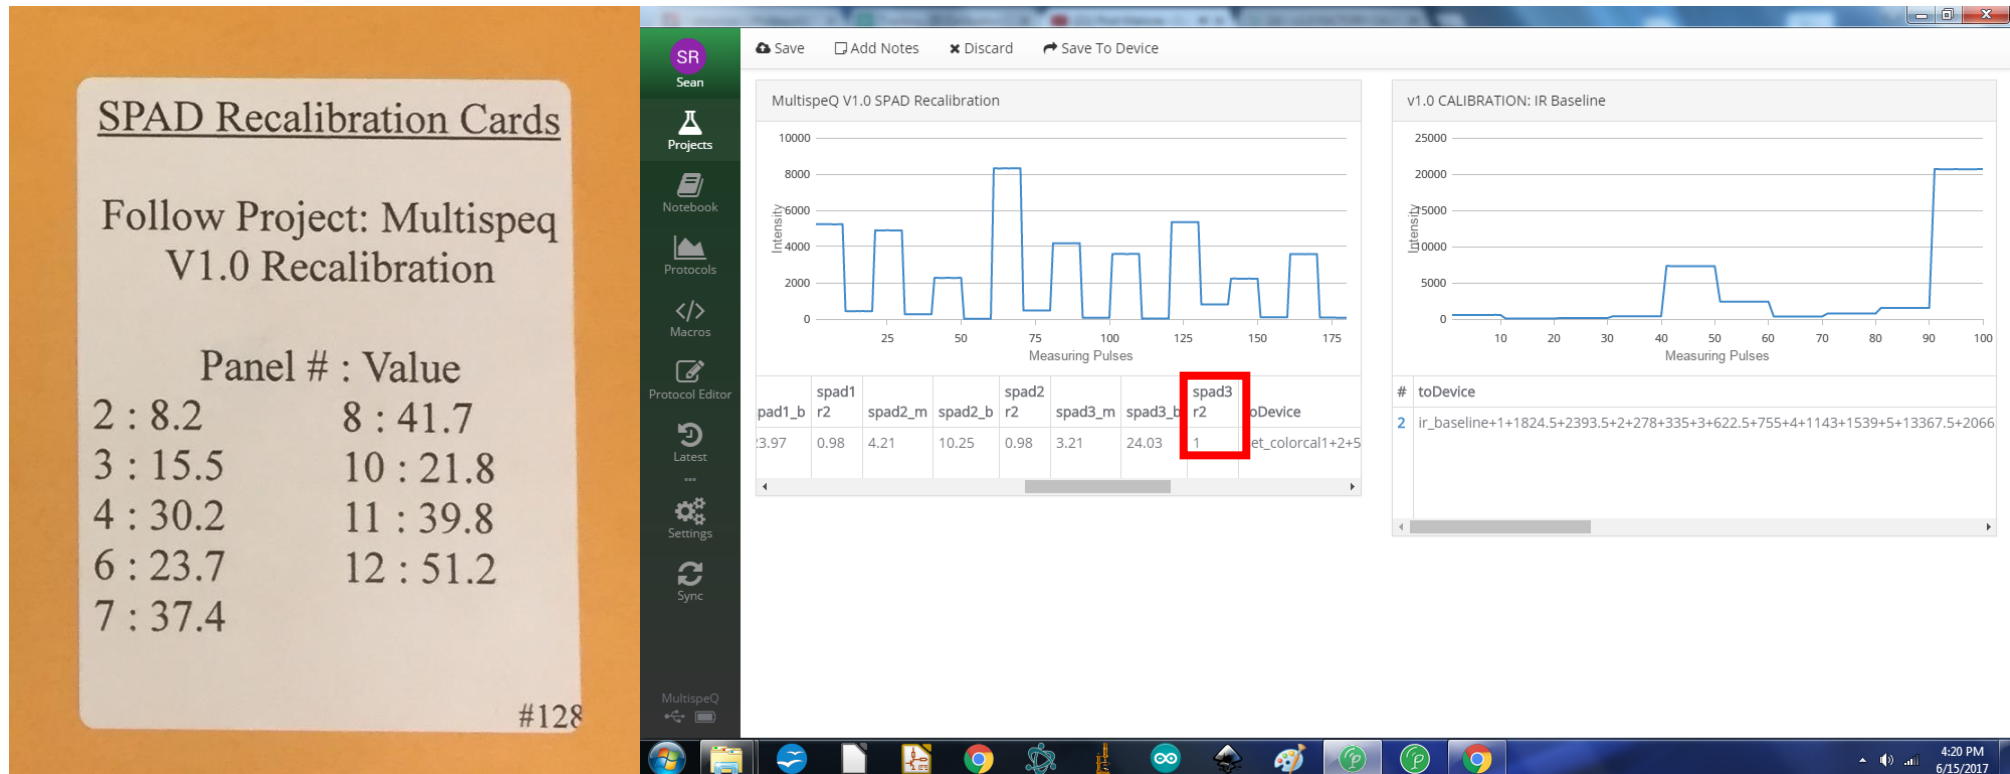 SPAD Recalibration Cards
Follow Project: Multispeq
V1.0 Recalibration
Panel # : Value
2 : 8.2
8 : 41.7
3 : 15.5
10 : 21.8
4 : 30.2
11 : 39.8
6 : 23.7
12 : 51.2
7 : 37.4
#128
SR
Sean
Projects
Notebook
Protocols
Macros
Protocol Editor
Latest
Settings
Sync
MultispeQ
Save
Add Notes
Discard
Save To Device
MultispeQ V1.0 SPAD Recalibration
10000
8000
6000
4000
2000
0
Intensity
25
50
75
100
125
150
175
Measuring Pulses
pad1_b
spad1 r2
spad2_m
spad2_b
spad2 r2
spad3_m
spad3_b
spad3 r2
oDevice
3.97
0.98
4.21
10.25
0.98
3.21
24.03
1
et_colorcal1+2+5
v1.0 CALIBRATION: IR Baseline
25000
20000
15000
10000
5000
0
Intensity
10
20
30
40
50
60
70
80
90
100
Measuring Pulses
# toDevice
2 ir_baseline+1+1824.5+2393.5+2+278+335+3+622.5+755+4+1143+1539+5+13367.5+2066
4:20 PM
6/15/2017